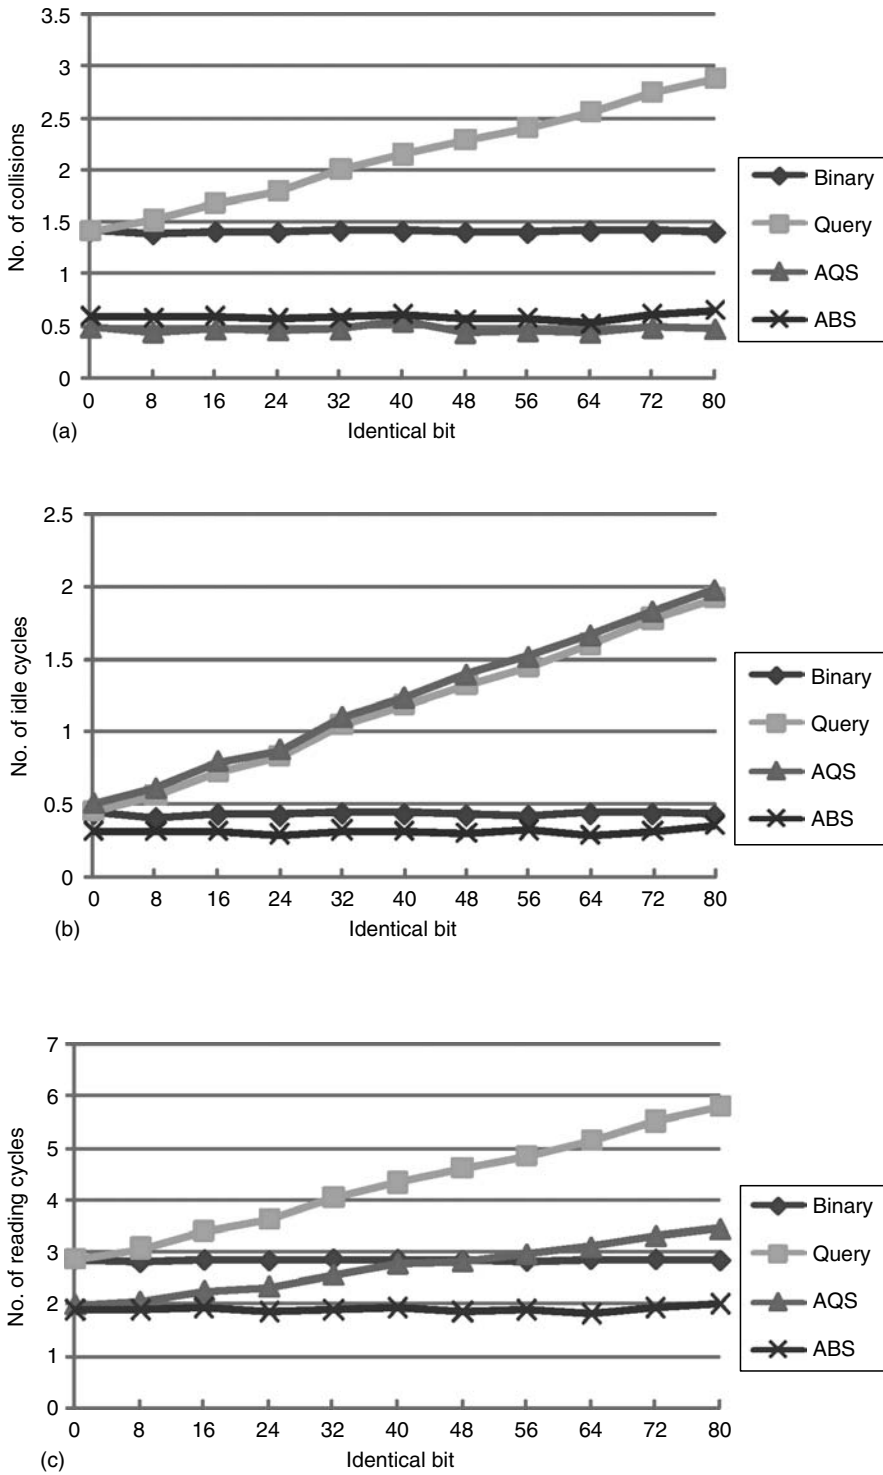 3.5
3
2.5
2
1.5
1
0.5
0
No. of collisions
0 8 16 24 32 40 48 56 64 72 80
Identical bit
(a)
Binary
Query
AQS
ABS
2.5
2
1.5
1
0.5
0
No. of idle cycles
0 8 16 24 32 40 48 56 64 72 80
Identical bit
(b)
Binary
Query
AQS
ABS
7
6
5
4
3
2
1
0
No. of reading cycles
0 8 16 24 32 40 48 56 64 72 80
Identical bit
(c)
Binary
Query
AQS
ABS